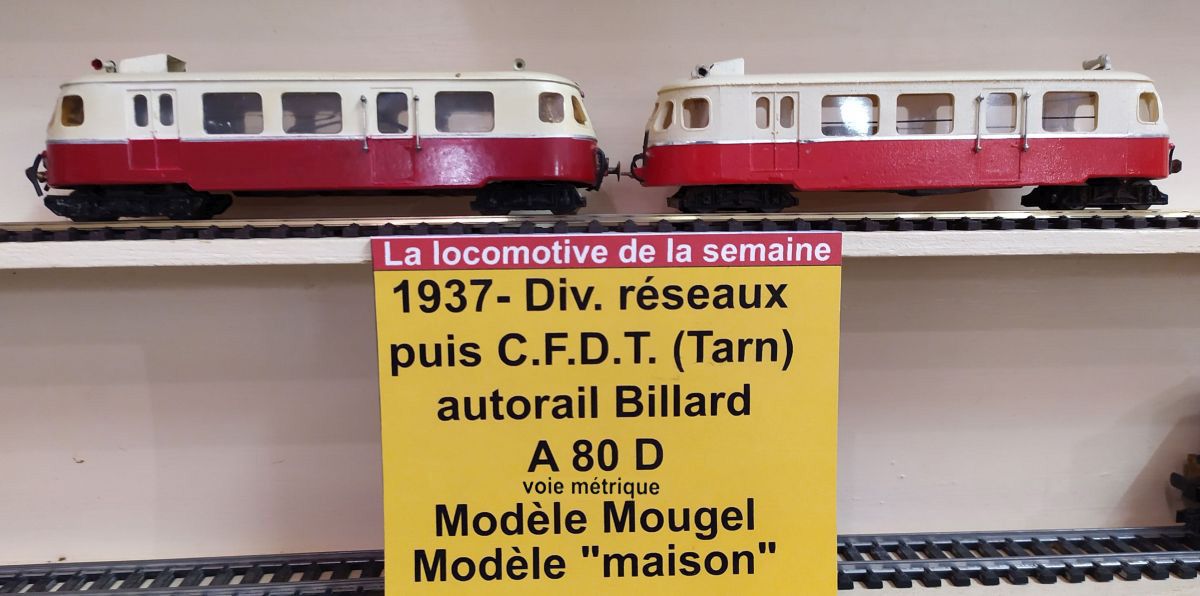 La locomotive de la semaine
1937- Div. réseaux
puis C.F.D.T. (Tarn)
autorail Billard
A 80 D
voie métrique
Modèle Mougel
Modèle "maison"